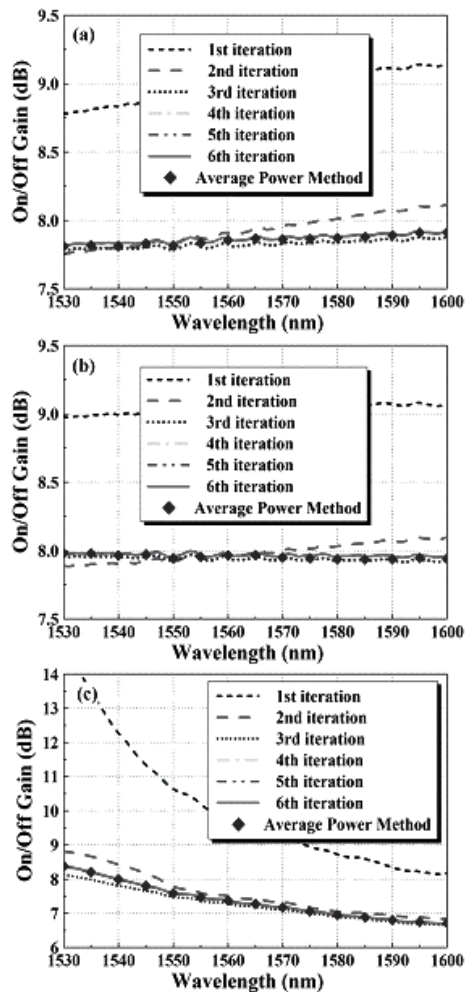 (a)
9.5
9.0
8.5
8.0
7.5
On/Off Gain (dB)
1st iteration
2nd iteration
3rd iteration
4th iteration
5th iteration
6th iteration
Average Power Method
1530 1540 1550 1560 1570 1580 1590 1600
Wavelength (nm)
(b)
9.5
9.0
8.5
8.0
7.5
On/Off Gain (dB)
1st iteration
2nd iteration
3rd iteration
4th iteration
5th iteration
6th iteration
Average Power Method
1530 1540 1550 1560 1570 1580 1590 1600
Wavelength (nm)
(c)
14
13
12
11
10
9
8
7
6
On/Off Gain (dB)
1st iteration
2nd iteration
3rd iteration
4th iteration
5th iteration
6th iteration
Average Power Method
1530 1540 1550 1560 1570 1580 1590 1600
Wavelength (nm)